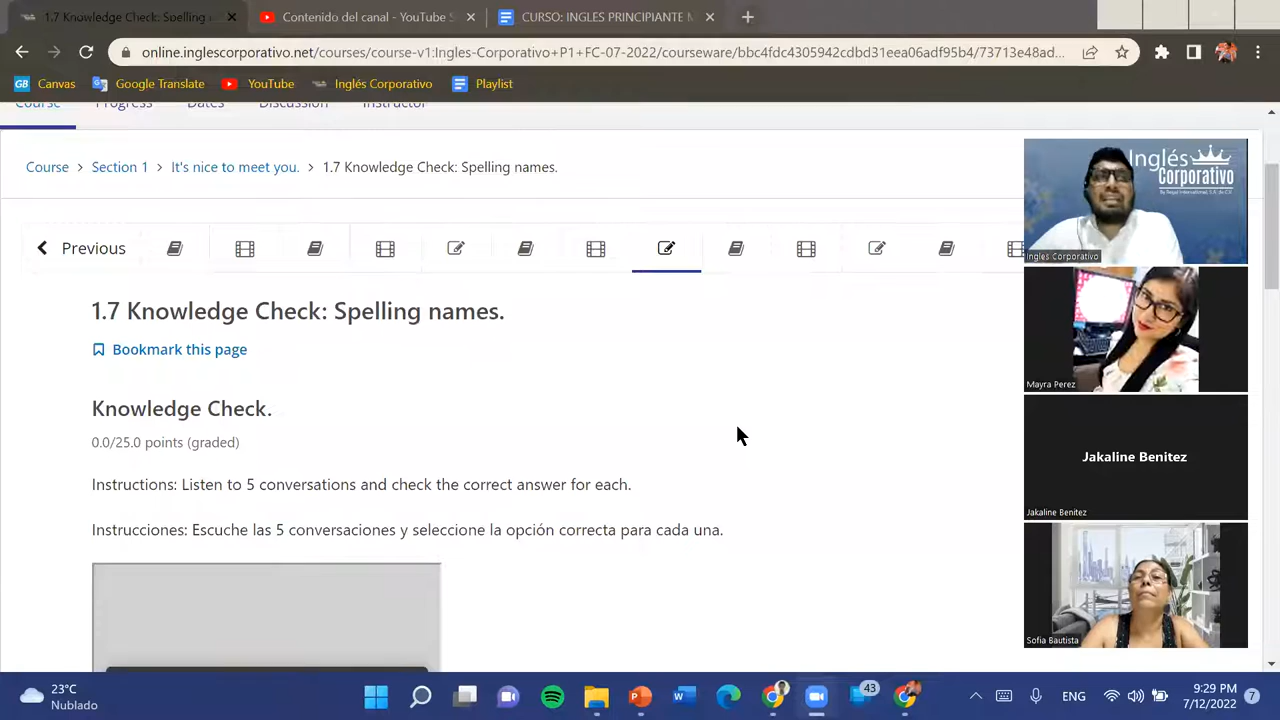 1.7 Knowledge Check: Spelling
Contenido del canal - YouTube S
CURSO: INGLES PRINCIPIANTE M
online.inglescorporativo.net/courses/course-v1:Ingles-Corporativo+P1+FC-07-2022/courseware/bbc4fdc4305942cdbd31eea06adf95b4/73713e48ad...
GB Canvas
Google Translate
YouTube
Inglés Corporativo
Playlist
Course Progress Dates Discussion Instructor
Course > Section 1 > It's nice to meet you. > 1.7 Knowledge Check: Spelling names.
Previous
1.7 Knowledge Check: Spelling names.
Bookmark this page
Knowledge Check.
0.0/25.0 points (graded)
Instructions: Listen to 5 conversations and check the correct answer for each.
Instrucciones: Escuche las 5 conversaciones y seleccione la opción correcta para cada una.
Inglés
Corporativo
Ingles Corporativo
Mayra Perez
Jakaline Benitez
Jakaline Benitez
Sofia Bautista
23°C
Nublado
43
ENG
9:29 PM
7/12/2022
7